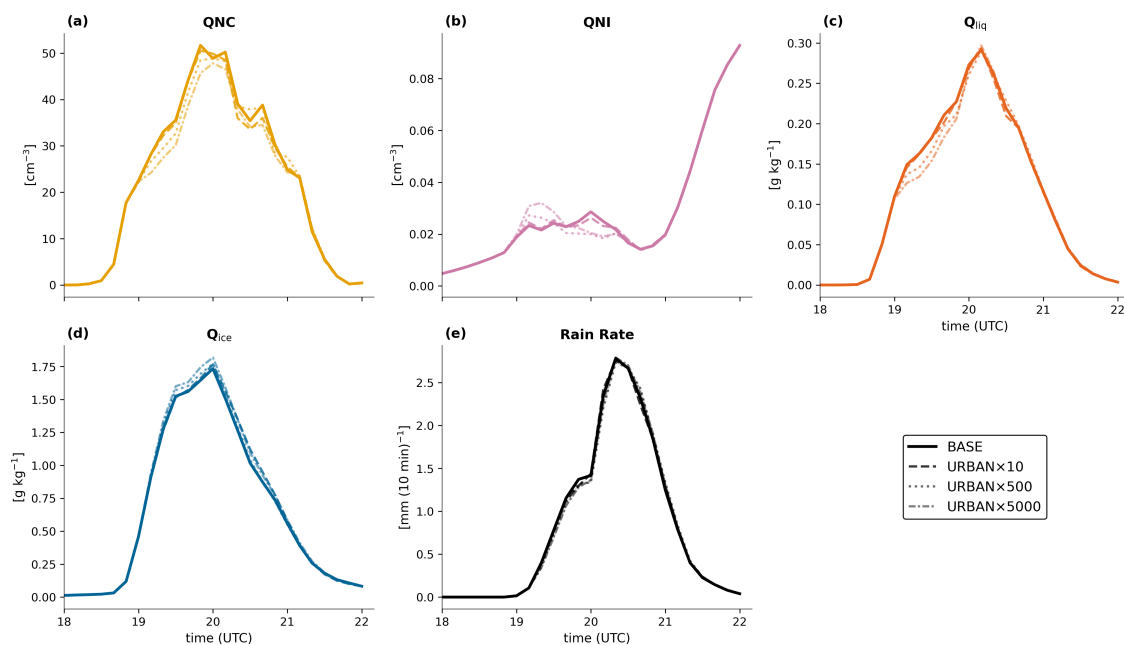 (a) QNC
[cm⁻³]
50
40
30
20
10
0
(b) QNI
[cm⁻³]
0.08
0.06
0.04
0.02
0.00
(c) Q_liq
[g kg⁻¹]
0.30
0.25
0.20
0.15
0.10
0.05
0.00
18 19 20 21 22
time (UTC)
(d) Q_ice
[g kg⁻¹]
1.75
1.50
1.25
1.00
0.75
0.50
0.25
0.00
18 19 20 21 22
time (UTC)
(e) Rain Rate
[mm (10 min)⁻¹]
2.5
2.0
1.5
1.0
0.5
0.0
18 19 20 21 22
time (UTC)
BASE
URBAN×10
URBAN×500
URBAN×5000